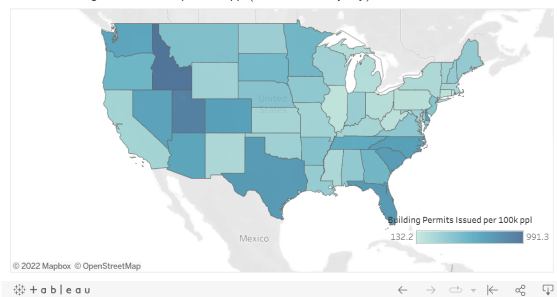 United
States
Mexico
Building Permits Issued per 100k ppl
132.2 991.3
© 2022 Mapbox © OpenStreetMap
+ a b l e a u